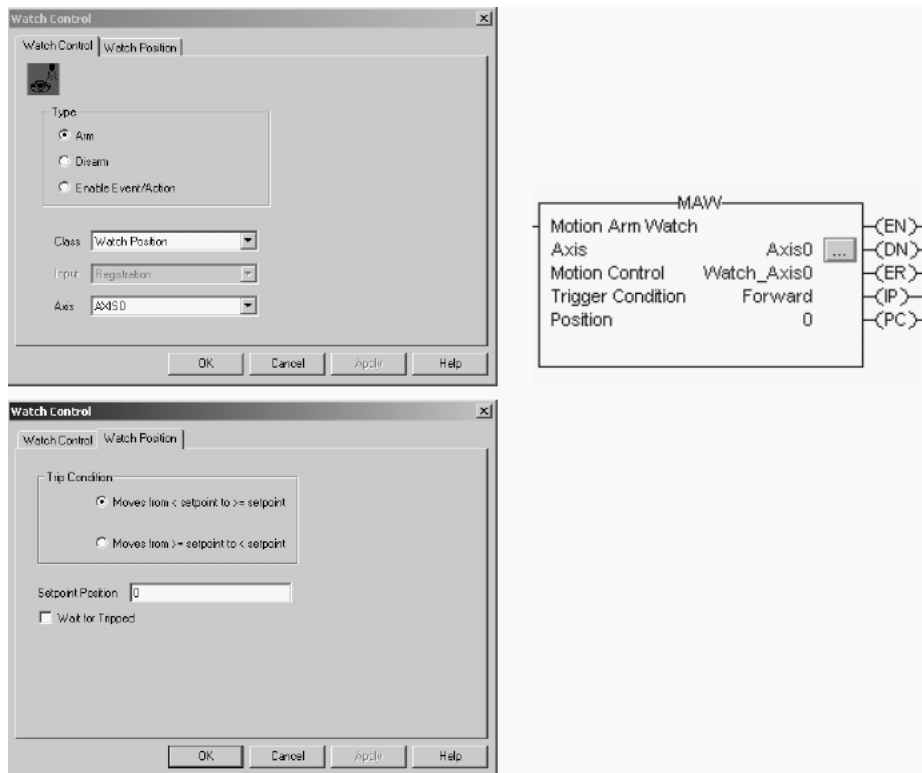 Watch Control
Watch Control Watch Position
Type
Arm
Disarm
Enable Event/Action
Class Watch Position
Input Registration
Axis AXIS0
OK Cancel Apply Help
MAW
Motion Arm Watch
Axis Axis0 ...
Motion Control Watch_Axis0
Trigger Condition Forward
Position 0
(EN)
(DN)
(ER)
(IP)
(PC)
Watch Control
Watch Control Watch Position
Trip Condition
Moves from < setpoint to >= setpoint
Moves from >= setpoint to < setpoint
Setpoint Position 0
Wait for Tripped
OK Cancel Apply Help